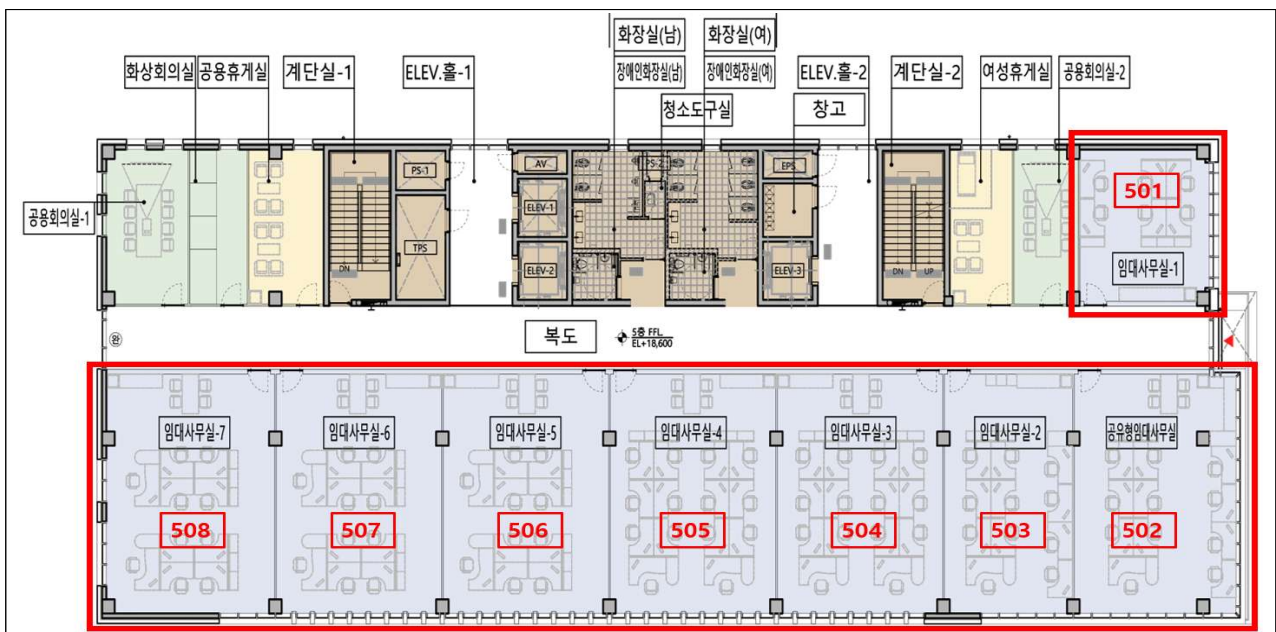 화장실(남)
화장실(여)
화상회의실
공용휴게실
계단실-1
ELEV.홀-1
장애인화장실(남)
장애인화장실(여)
ELEV.홀-2
계단실-2
여성휴게실
공용회의실-2
청소도구실
창고
공용회의실-1
PS-1
AV
PS-2
EPS
501
ELEV-1
TPS
ELEV-2
ELEV-3
DN
DN
UP
임대사무실-1
완
복도
5층 FFL
EL+18,600
임대사무실-7
임대사무실-6
임대사무실-5
임대사무실-4
임대사무실-3
임대사무실-2
공유형임대사무실
508
507
506
505
504
503
502